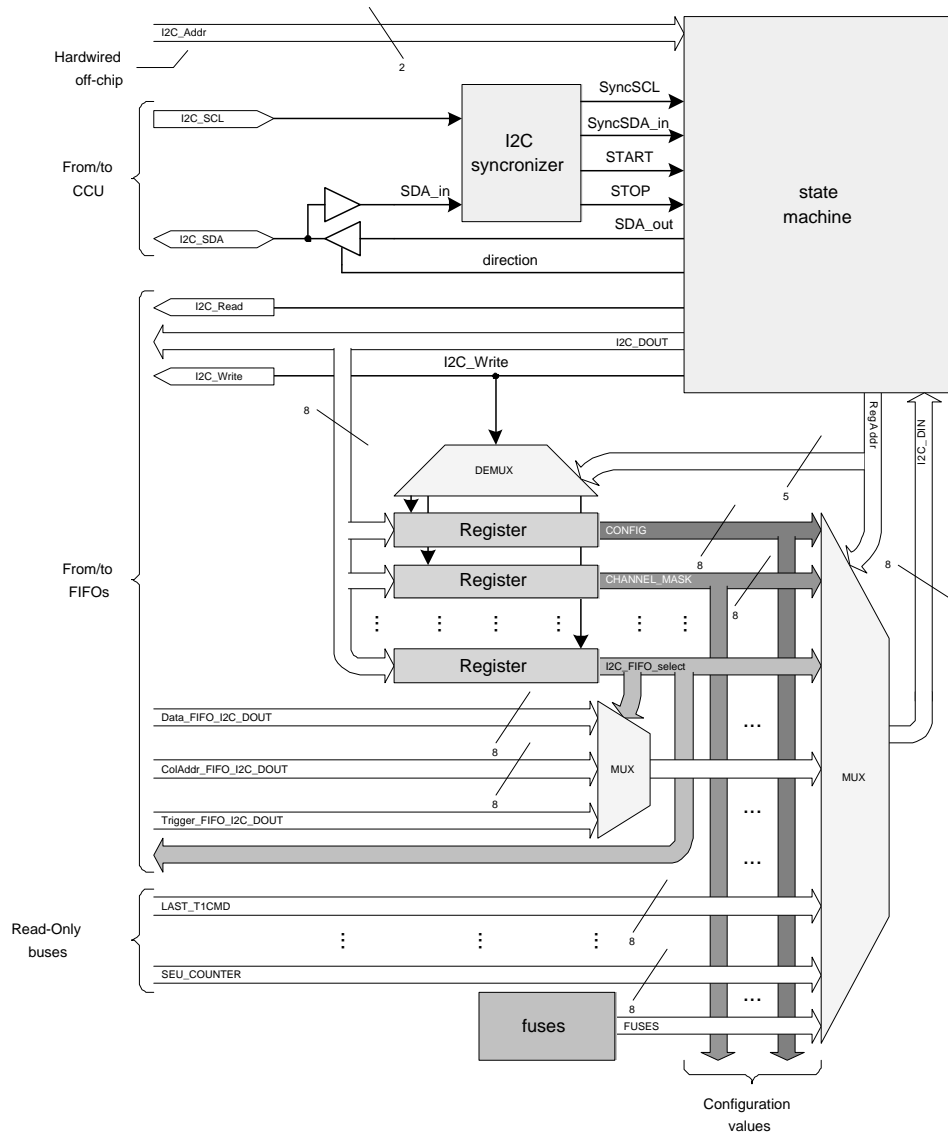 I2C_Addr
Hardwired
off-chip
2
SyncSCL
I2C_SCL
SyncSDA_in
I2C
syncronizer
START
From/to
CCU
SDA_in
STOP
state
machine
SDA_out
I2C_SDA
direction
I2C_Read
I2C_DOUT
I2C_Write
I2C_Write
8
RegAddr
I2C_DIN
DEMUX
5
Register
CONFIG
8
8
From/to
FIFOs
Register
CHANNEL_MASK
8
... ... ... ... ... ...
Register
I2C_FIFO_select
Data_FIFO_I2C_DOUT
...
8
ColAddr_FIFO_I2C_DOUT
MUX
MUX
8
Trigger_FIFO_I2C_DOUT
...
LAST_T1CMD
Read-Only
buses
... ... ...
8
SEU_COUNTER
...
8
fuses
FUSES
Configuration
values